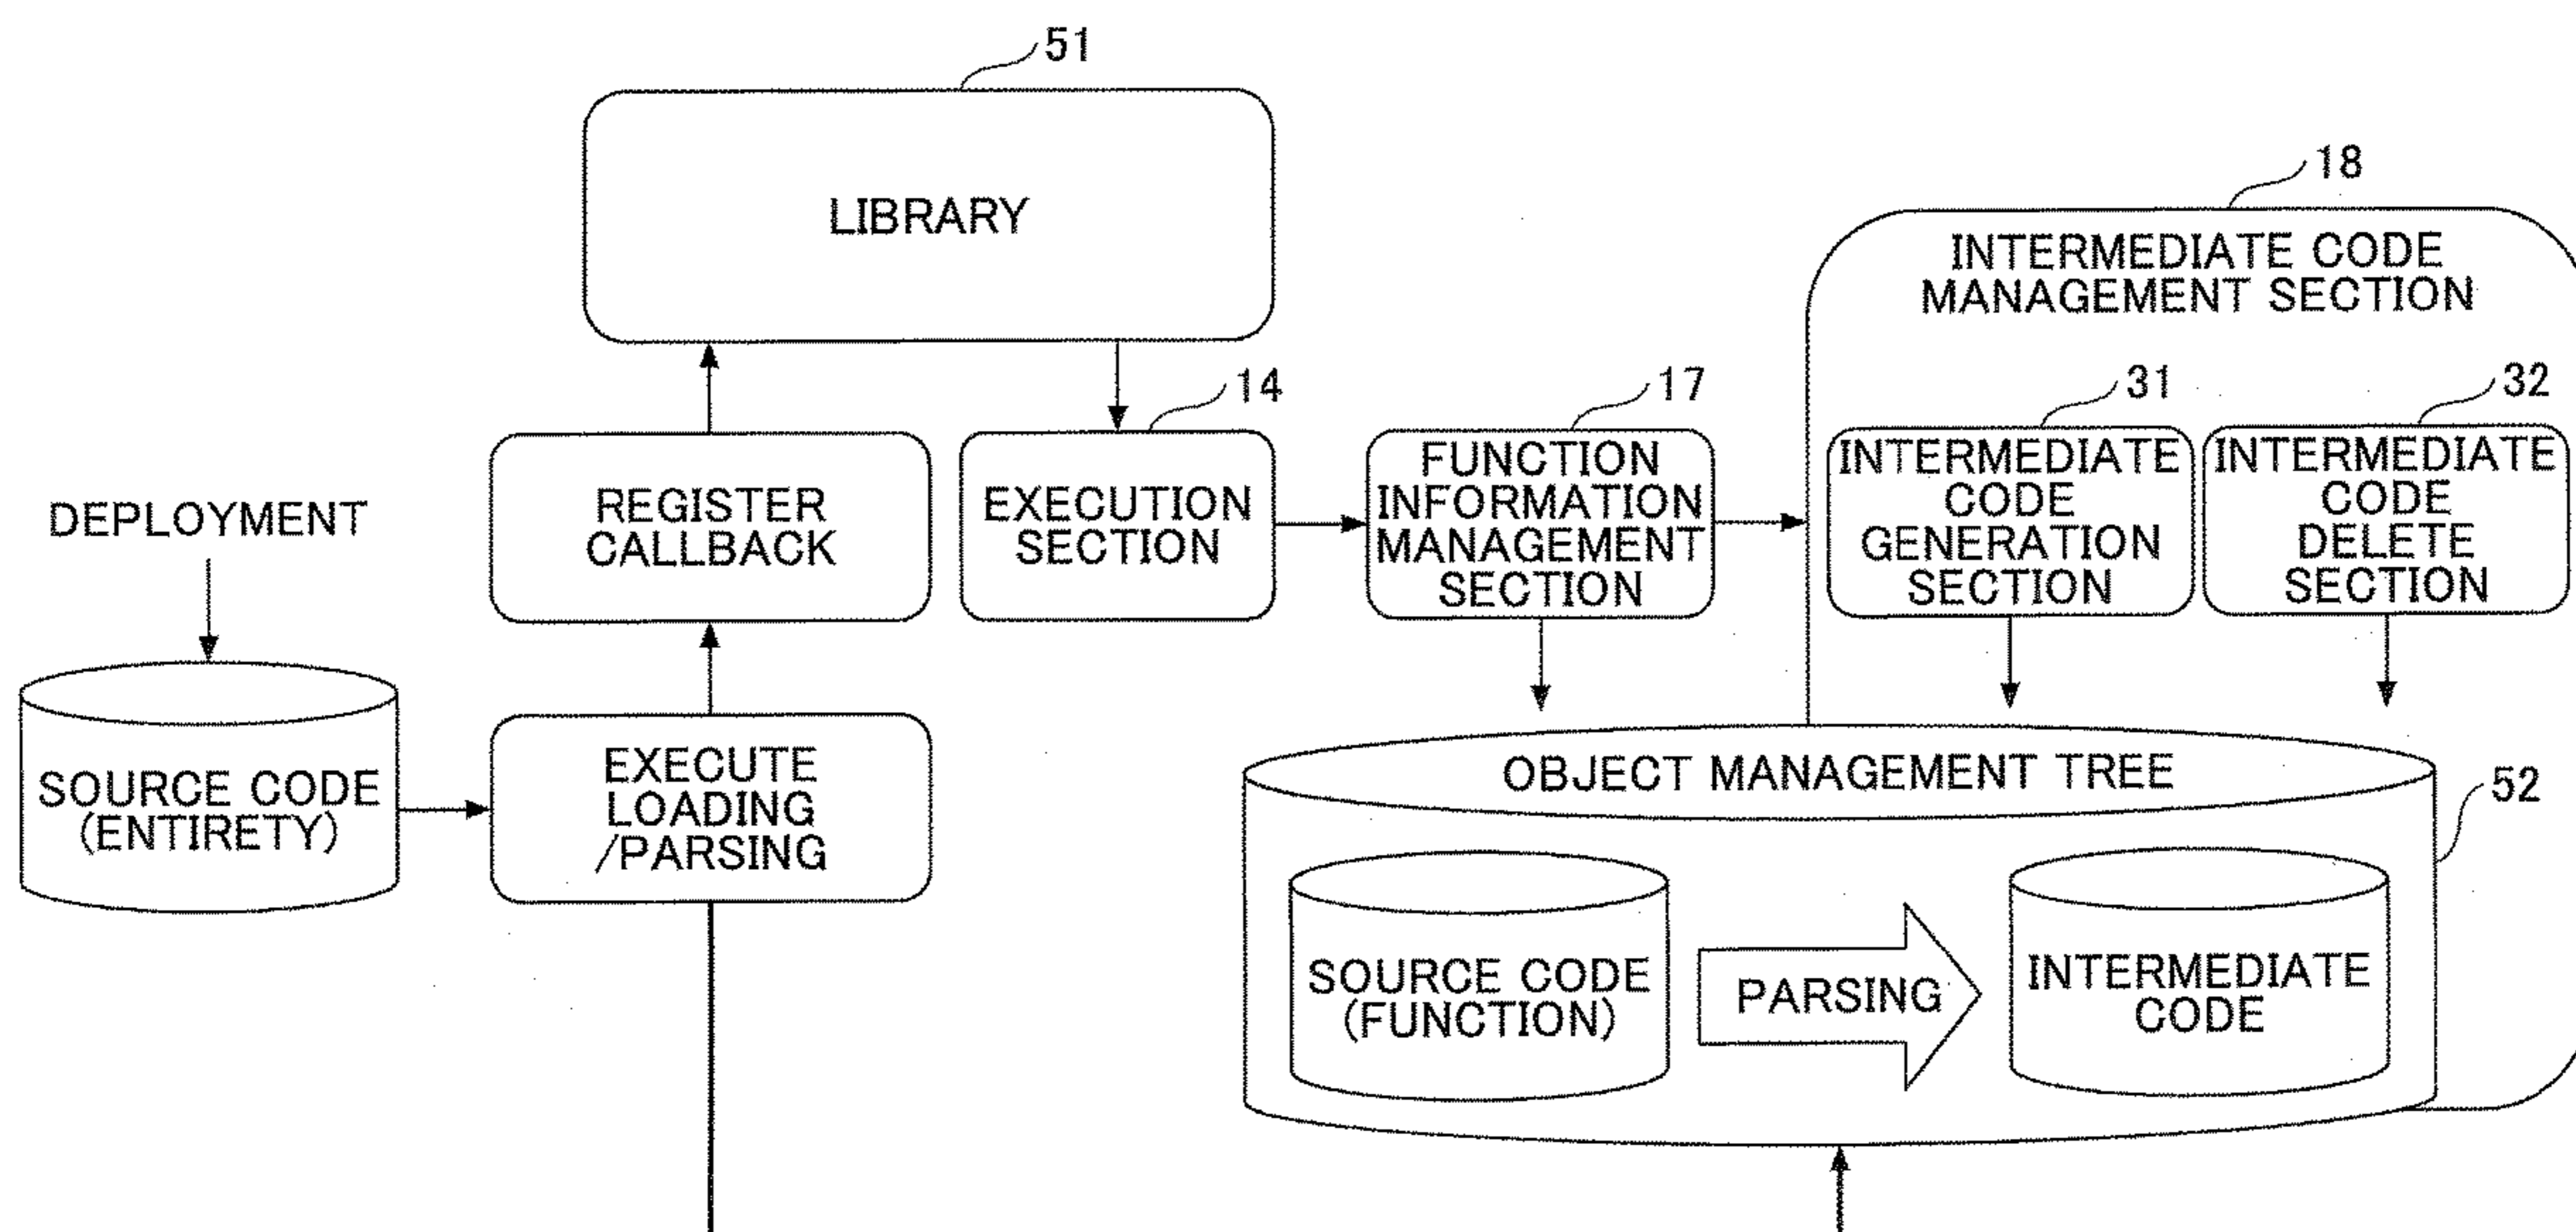 51
LIBRARY
18
INTERMEDIATE CODE
MANAGEMENT SECTION
14
17
31
32
DEPLOYMENT
REGISTER
CALLBACK
EXECUTION
SECTION
FUNCTION
INFORMATION
MANAGEMENT
SECTION
INTERMEDIATE
CODE
GENERATION
SECTION
INTERMEDIATE
CODE
DELETE
SECTION
SOURCE CODE
(ENTIRETY)
EXECUTE
LOADING
/PARSING
OBJECT MANAGEMENT TREE
52
SOURCE CODE
(FUNCTION)
PARSING
INTERMEDIATE
CODE